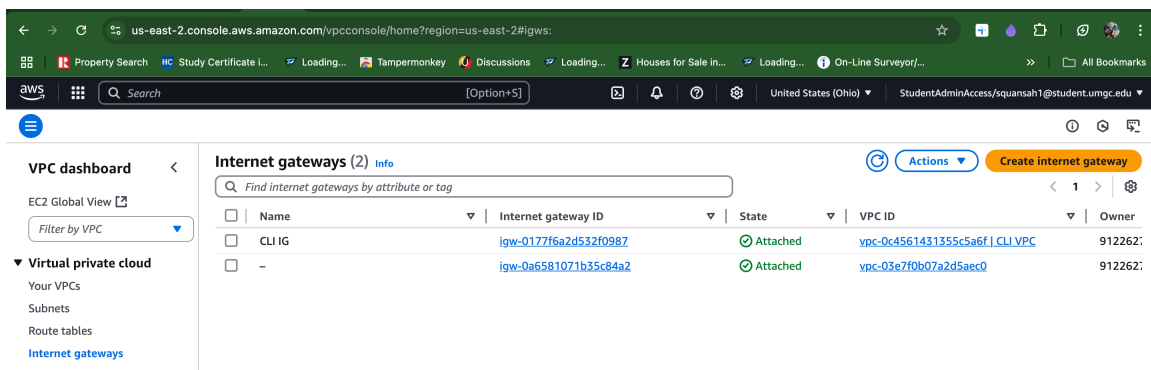 us-east-2.console.aws.amazon.com/vpcconsole/home?region=us-east-2#igws:
Property Search HC Study Certificate i... Loading... Tampermonkey Discussions Loading... Z Houses for Sale in... Loading... On-Line Surveyor/... » All Bookmarks
aws Search [Option+S] United States (Ohio) ▼ StudentAdminAccess/squansah1@student.umgc.edu ▼
VPC dashboard
EC2 Global View
Filter by VPC ▼
▼ Virtual private cloud
Your VPCs
Subnets
Route tables
Internet gateways
Internet gateways (2) Info Actions ▼ Create internet gateway
Find internet gateways by attribute or tag < 1 >
Name Internet gateway ID State VPC ID Owner
CLI IG igw-0177f6a2d532f0987 Attached vpc-0c4561431355c5a6f | CLI VPC 9122627
– igw-0a6581071b35c84a2 Attached vpc-03e7f0b07a2d5aec0 9122627